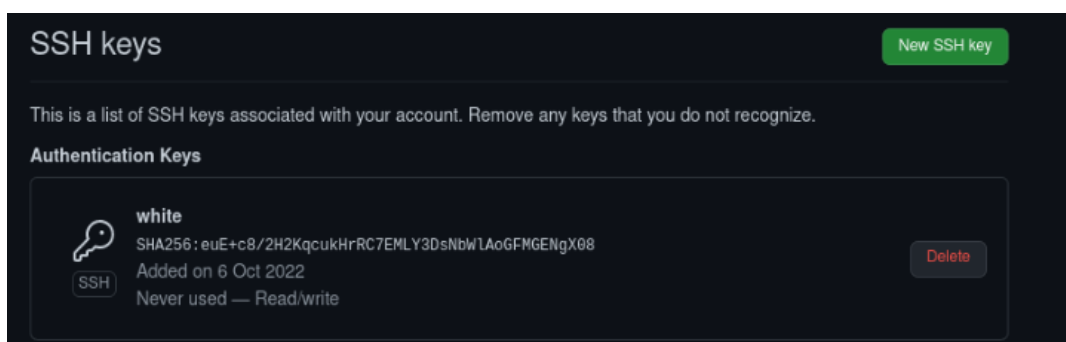 SSH keys
New SSH key
This is a list of SSH keys associated with your account. Remove any keys that you do not recognize.
Authentication Keys
white
SHA256:euE+c8/2H2KqcukHrRC7EMLY3DsNbWlAoGFMGENgX08
Added on 6 Oct 2022
SSH
Never used — Read/write
Delete